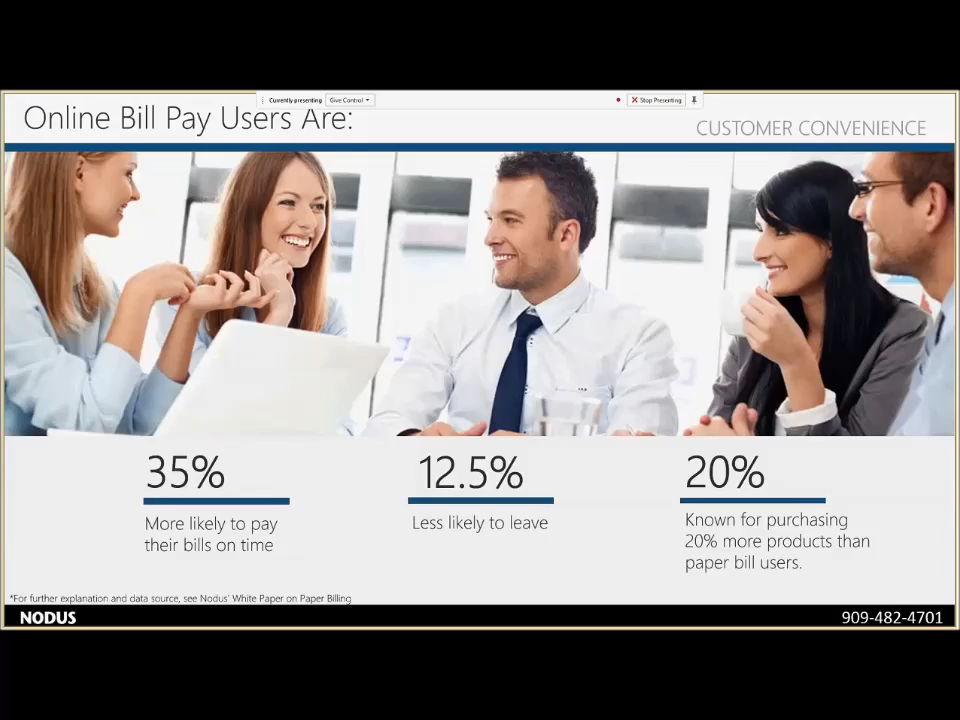 Currently presenting Give Control Stop Presenting
Online Bill Pay Users Are:
CUSTOMER CONVENIENCE
35%
More likely to pay
their bills on time
12.5%
Less likely to leave
20%
Known for purchasing
20% more products than
paper bill users.
*For further explanation and data source, see Nodus' White Paper on Paper Billing
NODUS
909-482-4701